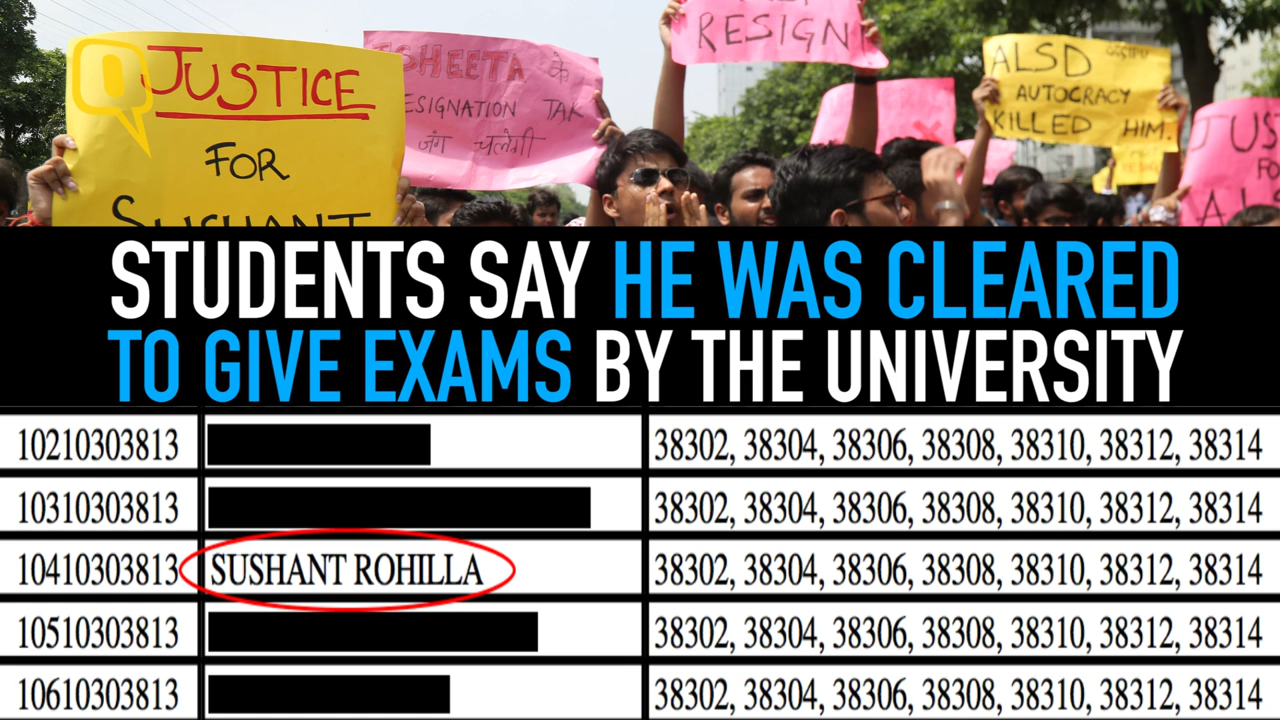 JUSTICE
FOR
SUSHANT
RESIGN
TAK
जंग चलेगी
ALSD
AUTOCRACY
KILLED HIM.
FO
STUDENTS SAY HE WAS CLEARED
TO GIVE EXAMS BY THE UNIVERSITY
10210303813 38302, 38304, 38306, 38308, 38310, 38312, 38314
10310303813 38302, 38304, 38306, 38308, 38310, 38312, 38314
10410303813 SUSHANT ROHILLA 38302, 38304, 38306, 38308, 38310, 38312, 38314
10510303813 38302, 38304, 38306, 38308, 38310, 38312, 38314
10610303813 38302, 38304, 38306, 38308, 38310, 38312, 38314